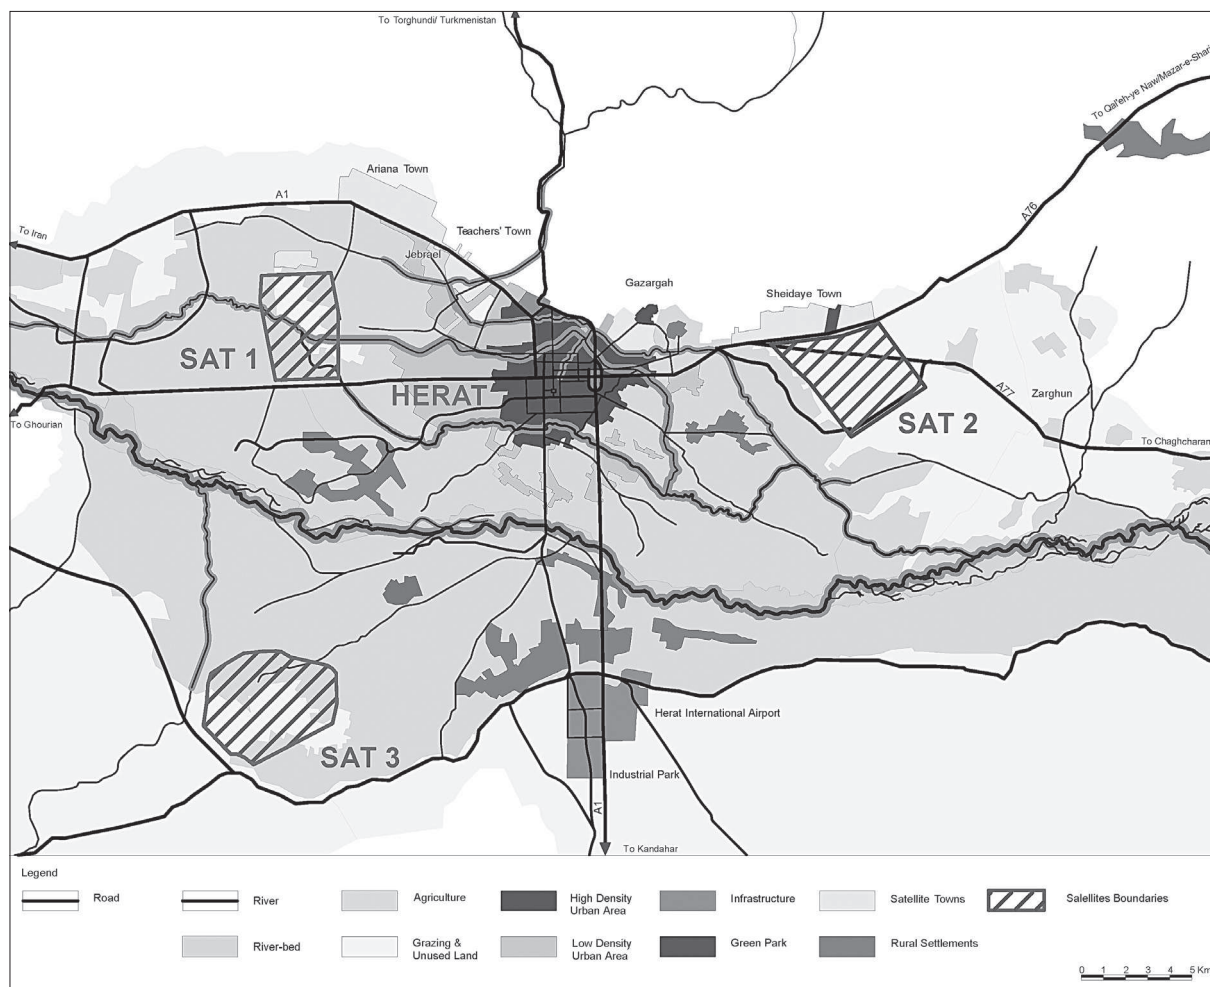 To Torghundi/ Turkmenistan
To Qal'eh-ye Naw/Mazar-e-Shari
Ariana Town
A1
A76
To Iran
Teachers' Town
Jebrael
Gazargah
Sheidaye Town
SAT 1
HERAT
A77
Zarghun
SAT 2
To Ghourian
To Chaghcharan
Herat International Airport
SAT 3
Industrial Park
A1
To Kandahar
Legend
Road
River
Agriculture
High Density
Urban Area
Infrastructure
Satellite Towns
Salellites Boundaries
River-bed
Grazing &
Unused Land
Low Density
Urban Area
Green Park
Rural Settlements
0 1 2 3 4 5 Km